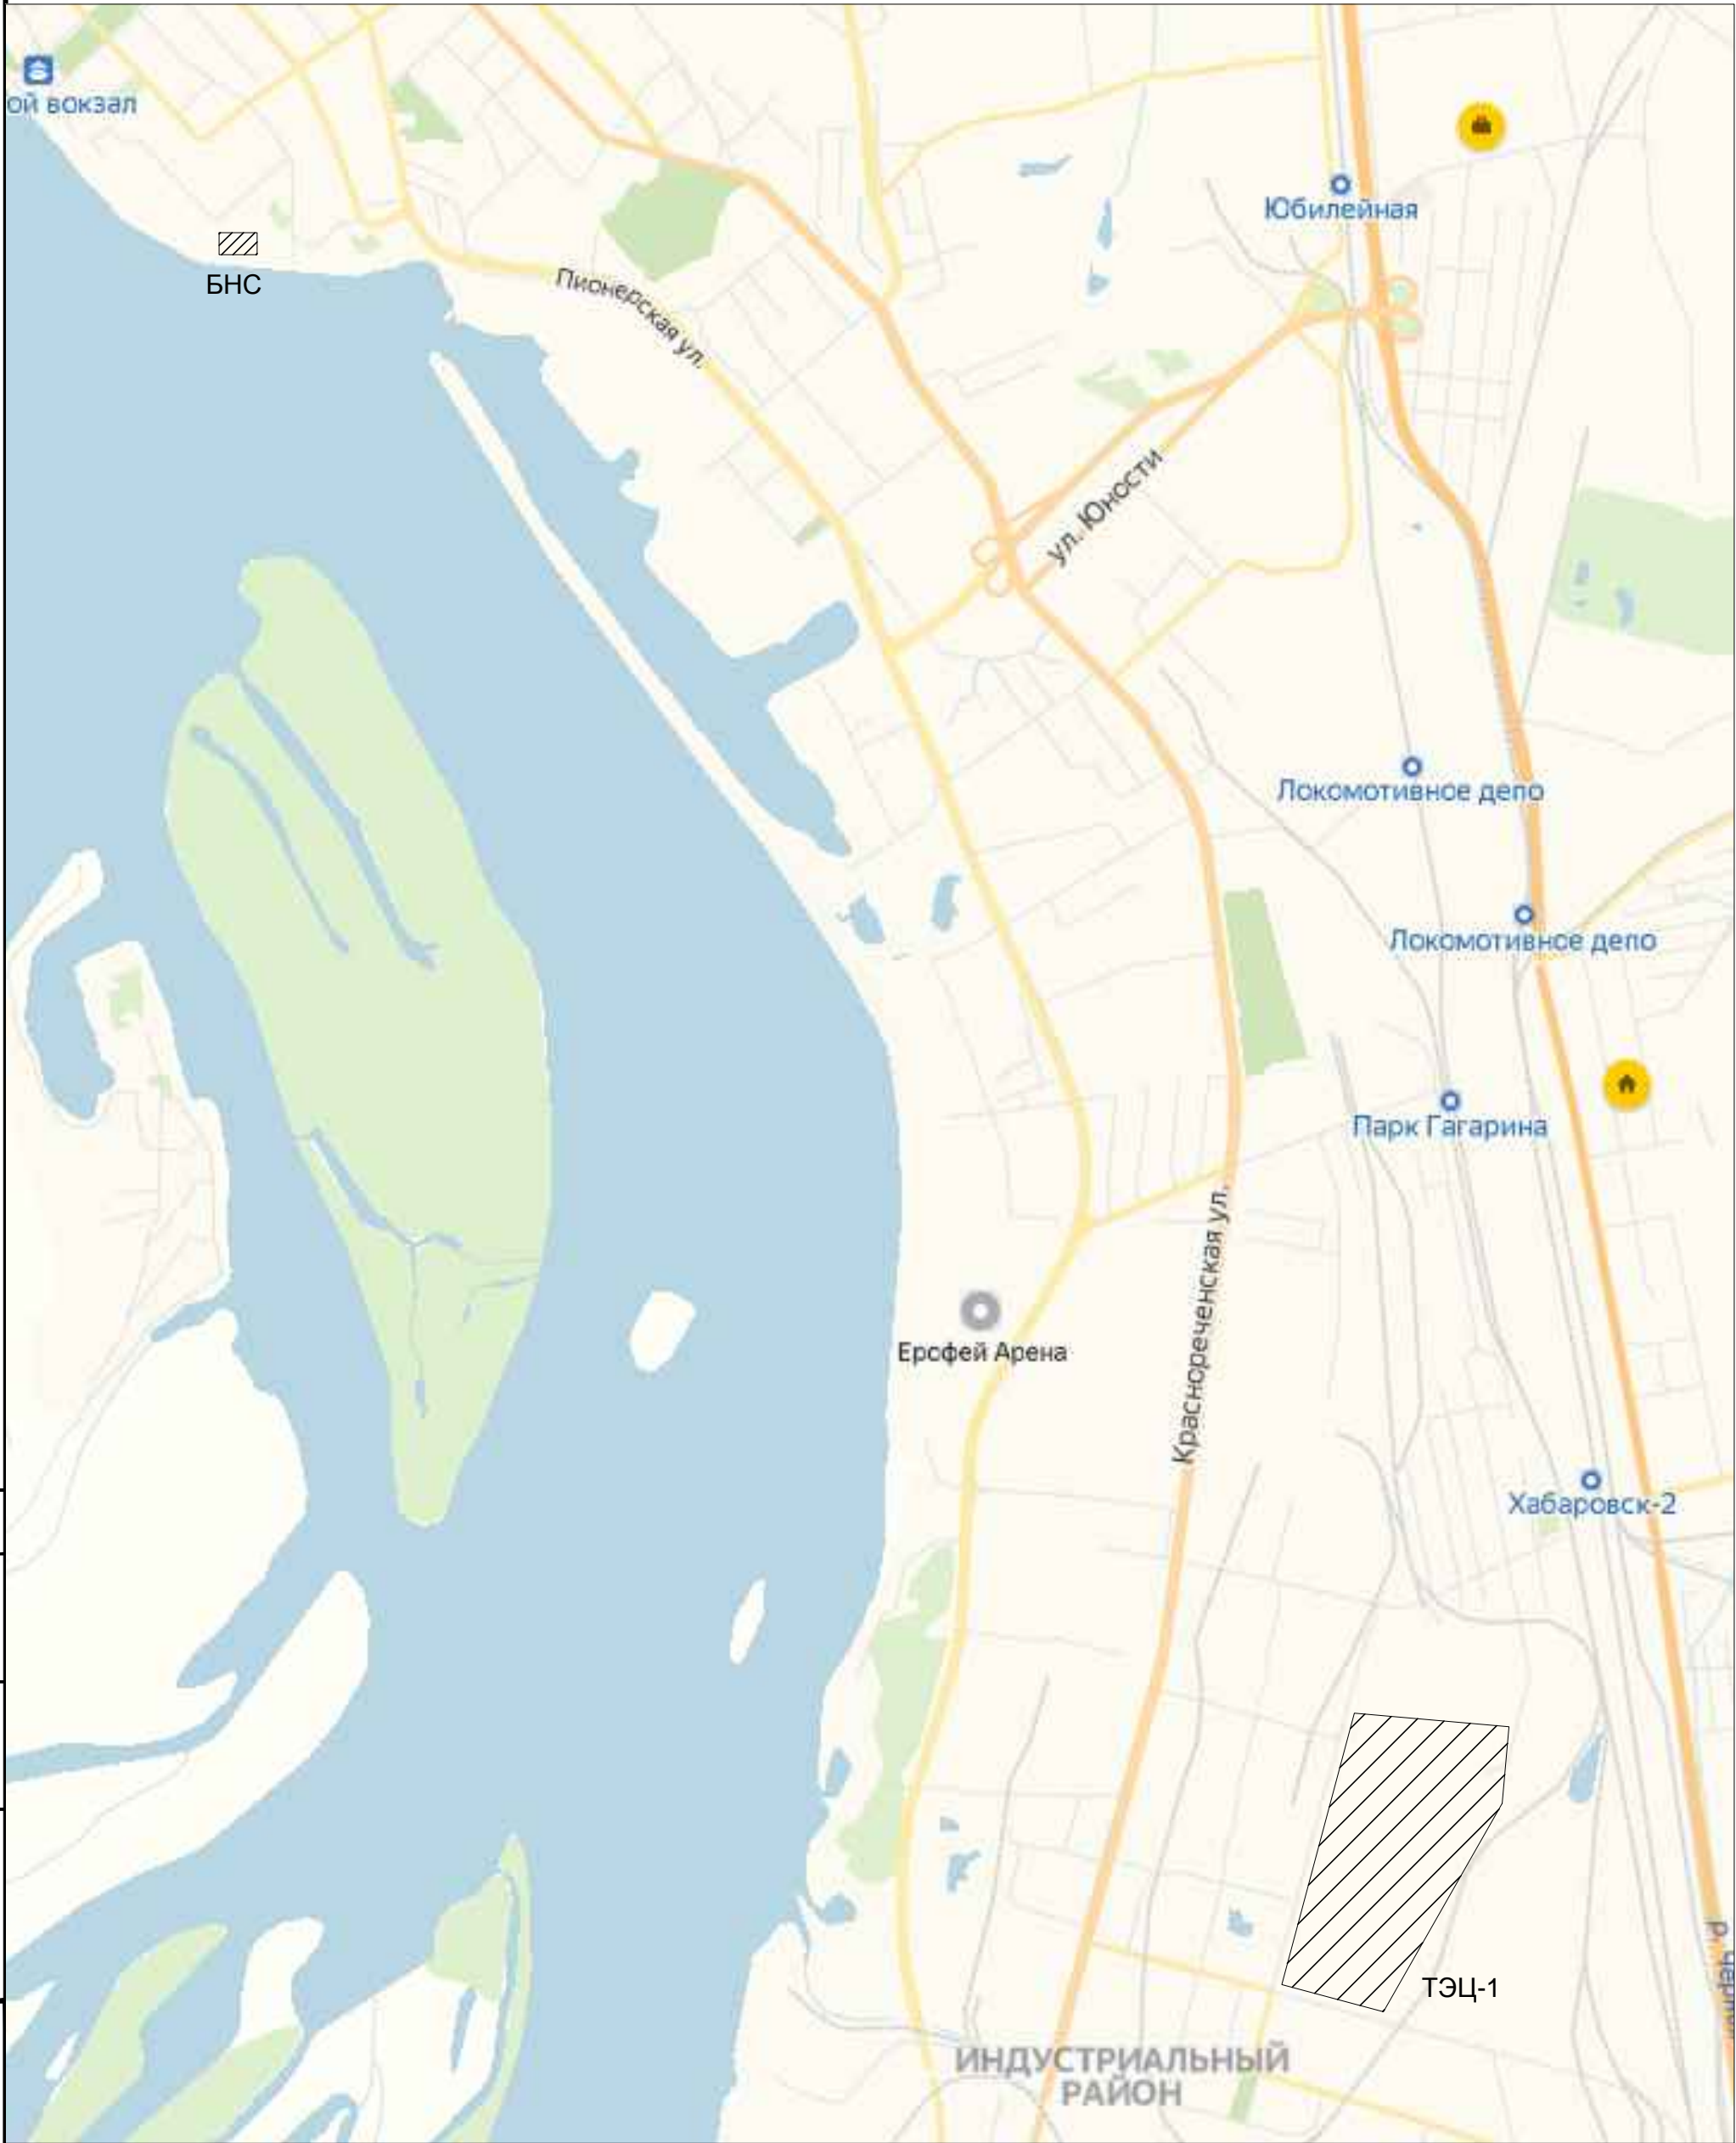 ой вокзал
Юбилейная
БНС
Пионерская ул.
ул. Юности
Локомотивное депо
Локомотивное депо
Парк Гагарина
Краснореченская ул.
Ерофей Арена
Хабаровск-2
ТЭЦ-1
ИНДУСТРИАЛЬНЫЙ
РАЙОН